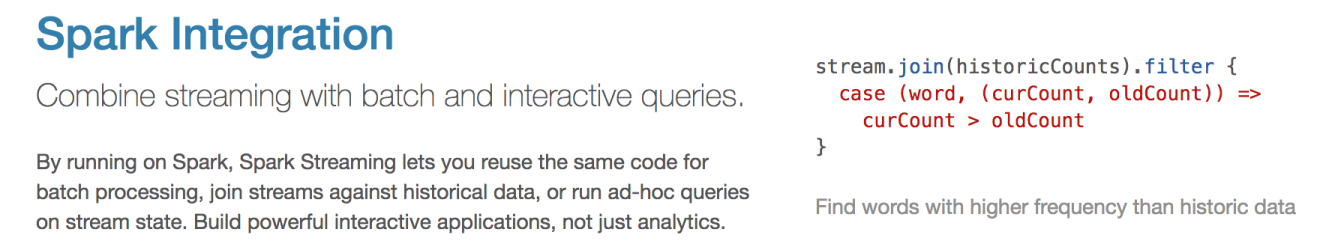 Spark Integration
Combine streaming with batch and interactive queries.
By running on Spark, Spark Streaming lets you reuse the same code for
batch processing, join streams against historical data, or run ad-hoc queries
on stream state. Build powerful interactive applications, not just analytics.
stream.join(historicCounts).filter {
  case (word, (curCount, oldCount)) =>
    curCount > oldCount
}
Find words with higher frequency than historic data